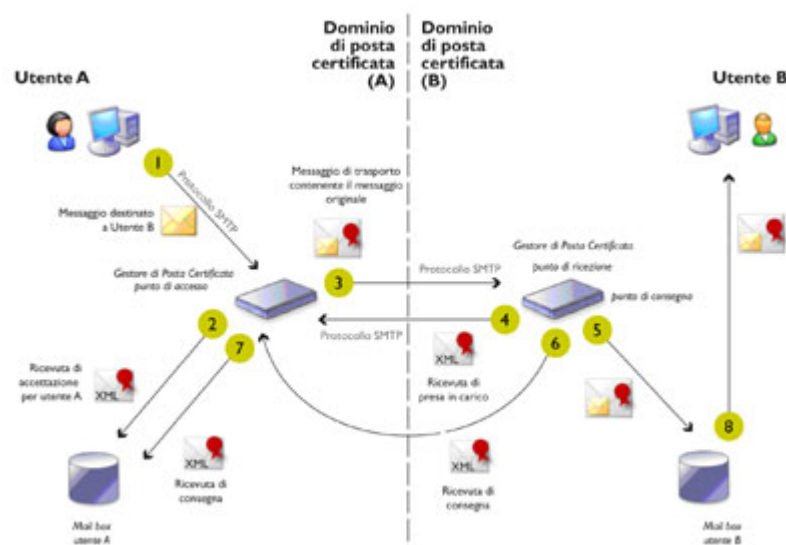 Dominio
di posta
certificata
(A)
Dominio
di posta
certificata
(B)
Utente A
Utente B
1
Protocollo SMTP
Messaggio destinato
a Utente B
Messaggio di trasporto
contenente il messaggio
originale
Gestore di Posta Certificata
punto di accesso
3
Protocollo SMTP
Gestore di Posta Certificata
punto di ricezione
punto di consegna
2
7
Protocollo SMTP
4
6
5
Ricevuta di
accettazione
per utente A
XML
XML
Ricevuta di
presa in carico
XML
Ricevuta di
consegna
XML
Ricevuta di
consegna
8
Mail box
utente A
Mail box
utente B